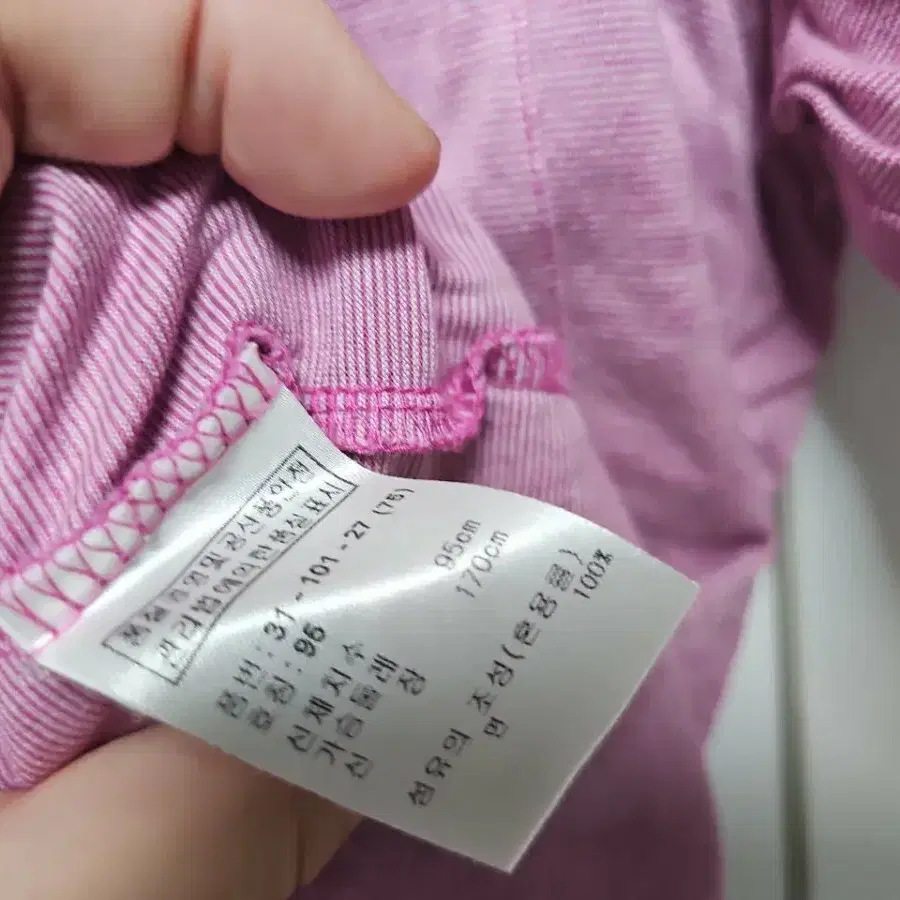 품질경영및공산품안전
관리법에의한품질표시
품번 : 31-101-27 (75)
호칭 : 95
신체치수
가슴둘레 95cm
신장 170cm
섬유의 조성(혼용률)
면 100%